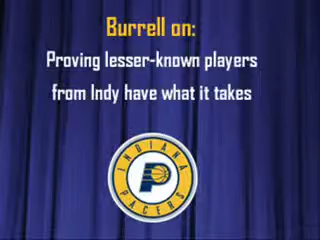 Burrell on:
Proving lesser-known players
from Indy have what it takes
INDIANA
P
PACERS